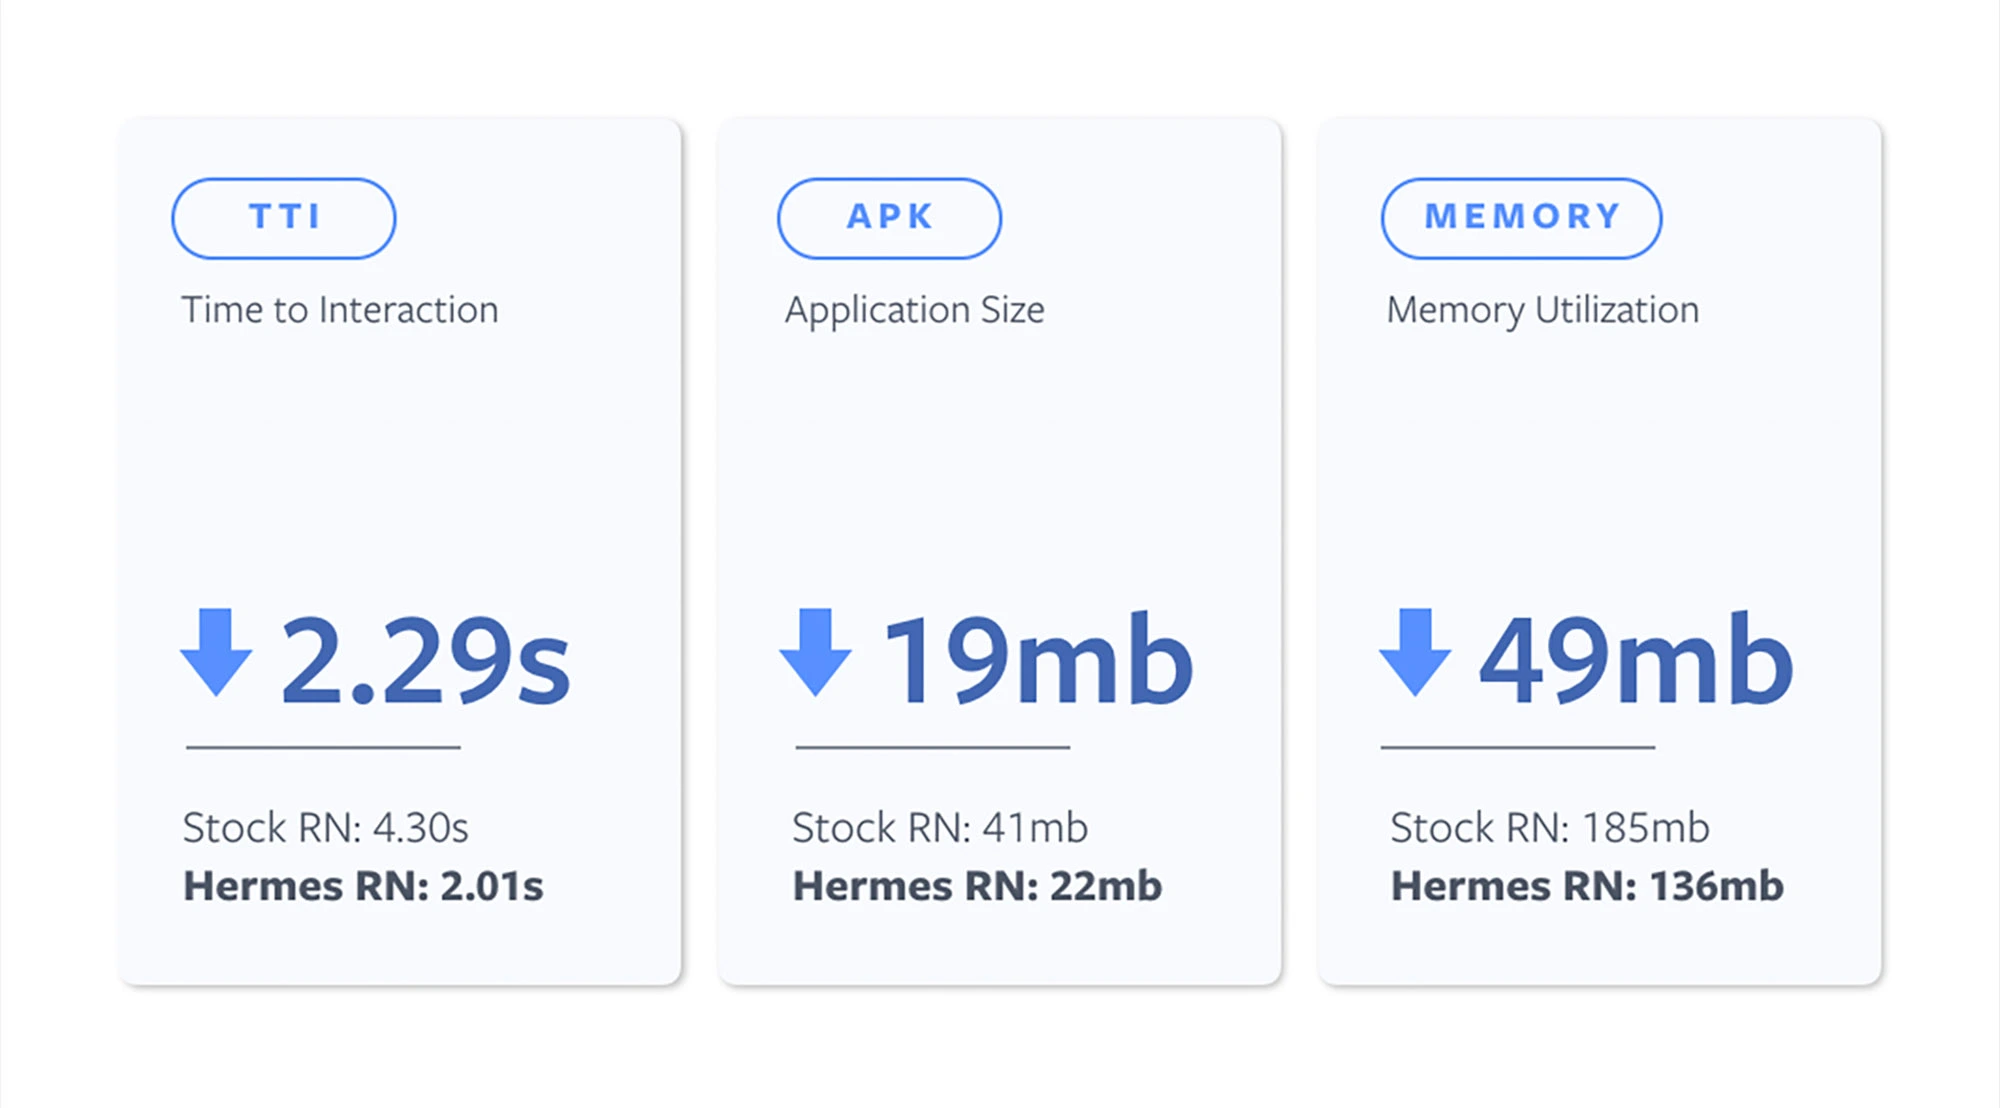 TTI
Time to Interaction
2.29s
Stock RN: 4.30s
Hermes RN: 2.01s
APK
Application Size
19mb
Stock RN: 41mb
Hermes RN: 22mb
MEMORY
Memory Utilization
49mb
Stock RN: 185mb
Hermes RN: 136mb